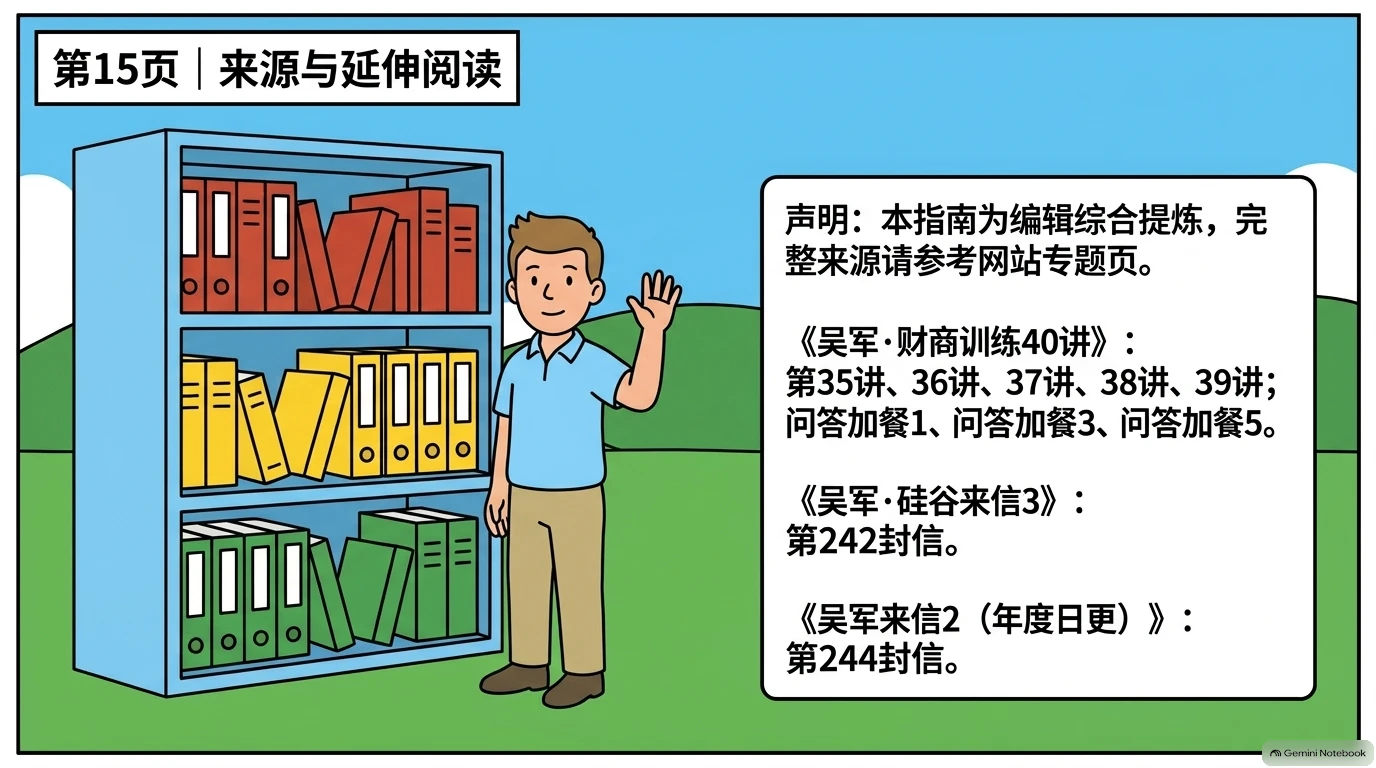 第15页｜来源与延伸阅读
声明：本指南为编辑综合提炼，完
整来源请参考网站专题页。
《吴军·财商训练40讲》：
第35讲、36讲、37讲、38讲、39讲；
问答加餐1、问答加餐3、问答加餐5。
《吴军·硅谷来信3》：
第242封信。
《吴军来信2（年度日更）》：
第244封信。
Gemini Notebook